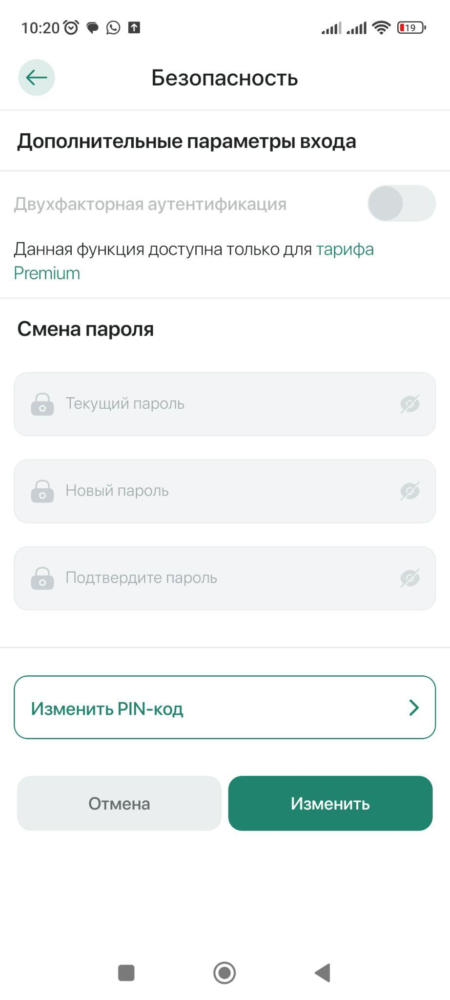 10:20
19
Безопасность
Дополнительные параметры входа
Двухфакторная аутентификация
Данная функция доступна только для тарифа
Premium
Смена пароля
Текущий пароль
Новый пароль
Подтвердите пароль
Изменить PIN-код
Отмена
Изменить